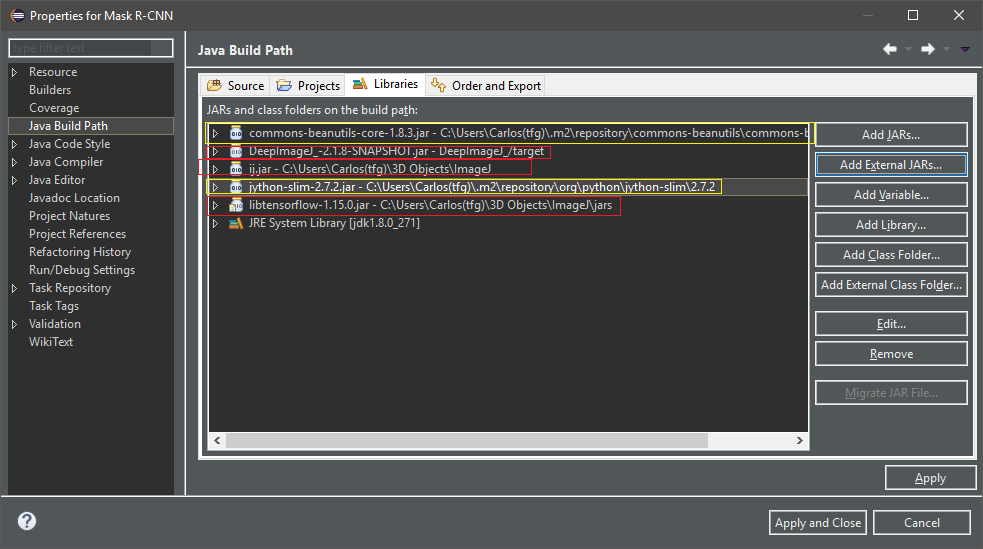 Properties for Mask R-CNN
type filter text
Java Build Path
Resource
Builders
Coverage
Java Build Path
Java Code Style
Java Compiler
Java Editor
Javadoc Location
Project Natures
Project References
Refactoring History
Run/Debug Settings
Task Repository
Task Tags
Validation
WikiText
Source
Projects
Libraries
Order and Export
JARs and class folders on the build path:
commons-beanutils-core-1.8.3.jar - C:\Users\Carlos(tfg)\.m2\repository\commons-beanutils\commons-b
DeepImageJ_-2.1.8-SNAPSHOT.jar - DeepImageJ_/target
ij.jar - C:\Users\Carlos(tfg)\3D Objects\ImageJ
jython-slim-2.7.2.jar - C:\Users\Carlos(tfg)\.m2\repository\org\python\jython-slim\2.7.2
libtensorflow-1.15.0.jar - C:\Users\Carlos(tfg)\3D Objects\ImageJ\jars
JRE System Library [jdk1.8.0_271]
Add JARs...
Add External JARs...
Add Variable...
Add Library...
Add Class Folder...
Add External Class Folder...
Edit...
Remove
Migrate JAR File...
Apply
Apply and Close
Cancel